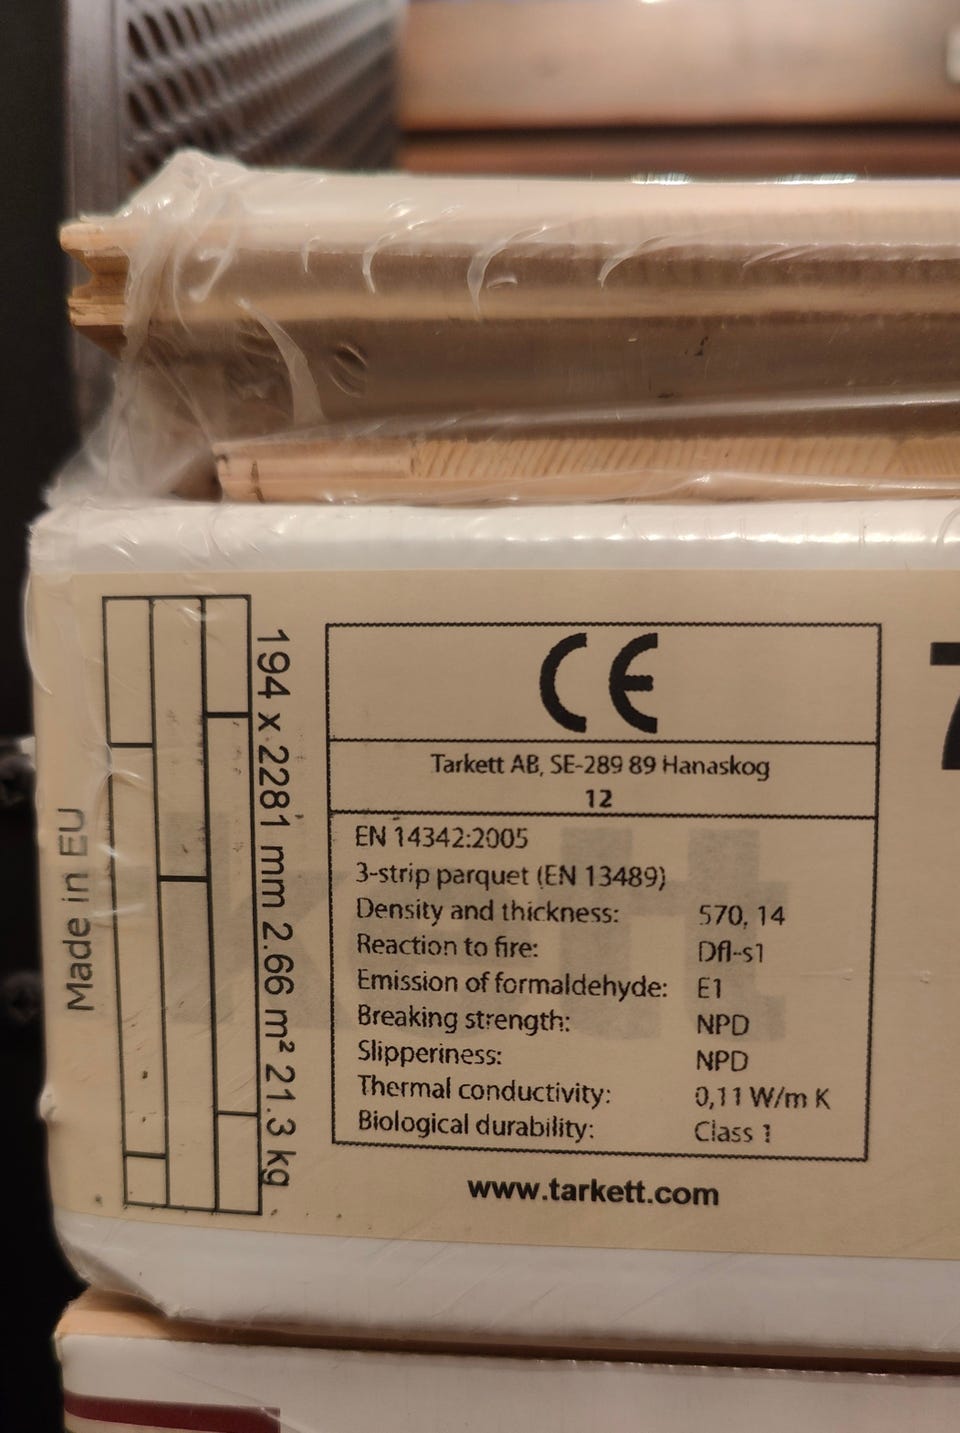 Made in EU
194 x 2281 mm 2.66 m² 21.3 kg
CE
Tarkett AB, SE-289 89 Hanaskog
12
EN 14342:2005
3-strip parquet (EN 13489)
Density and thickness: 570, 14
Reaction to fire: Dfl-s1
Emission of formaldehyde: E1
Breaking strength: NPD
Slipperiness: NPD
Thermal conductivity: 0,11 W/m K
Biological durability: Class 1
www.tarkett.com
7